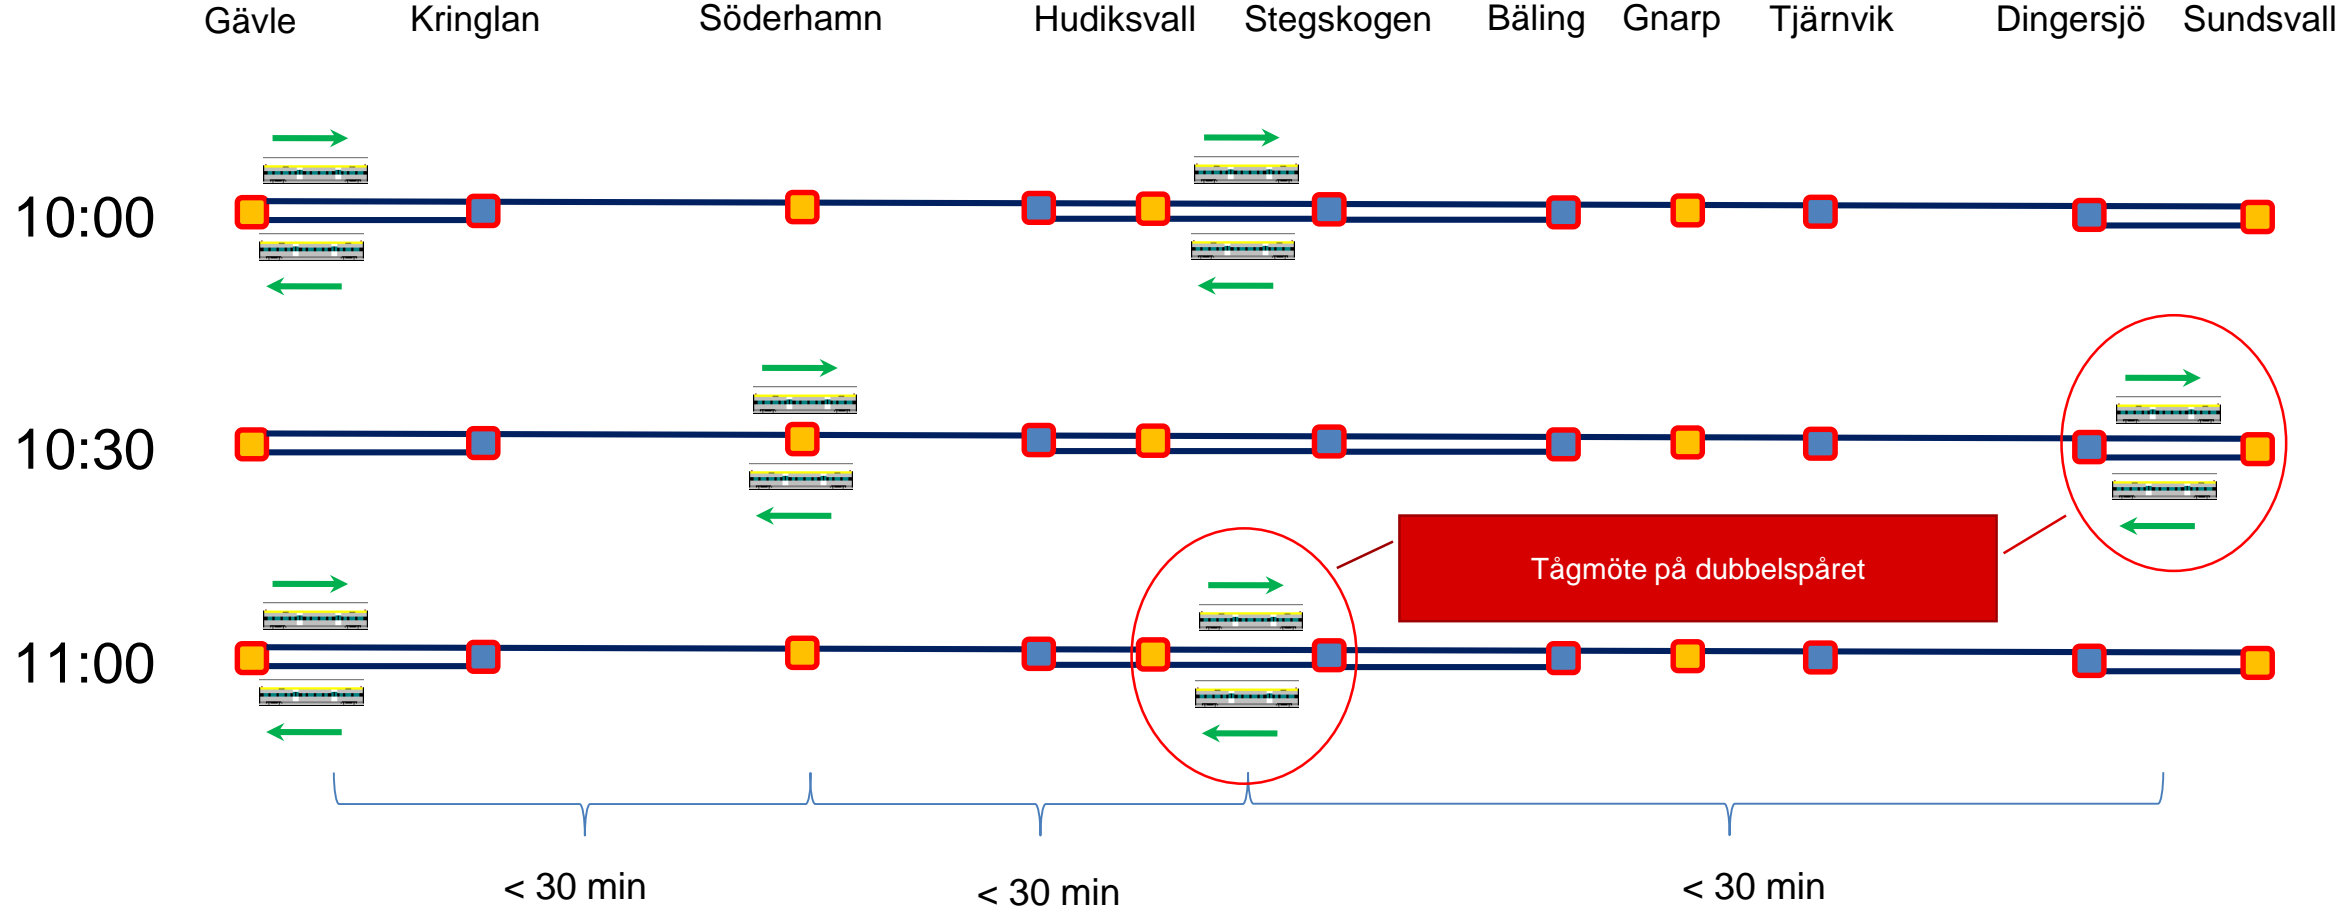 Gävle Kringlan Söderhamn Hudiksvall Stegskogen Bäling Gnarp Tjärnvik Dingersjö Sundsvall
10:00
10:30
Tågmöte på dubbelspåret
11:00
< 30 min < 30 min < 30 min